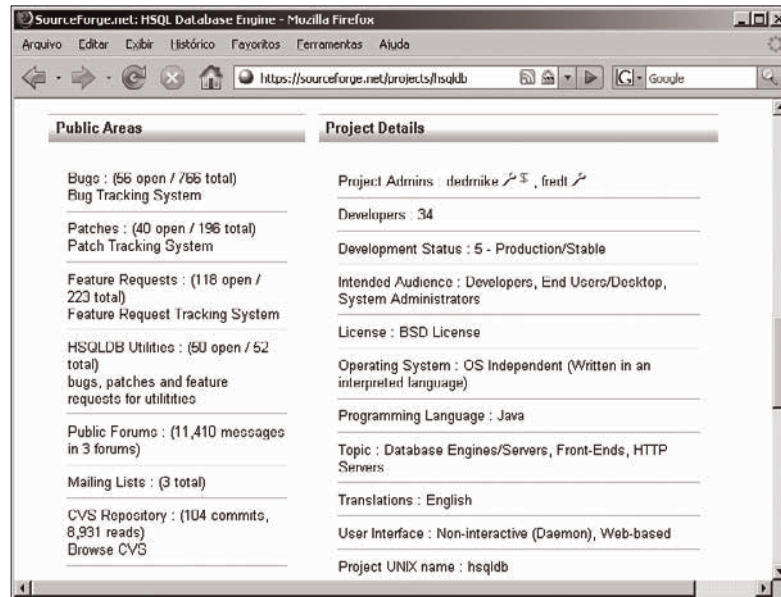 SourceForge.net: HSQL Database Engine - Mozilla Firefox
Arquivo Editar Exibir Histórico Favoritos Ferramentas Ajuda
https://sourceforge.net/projects/hsqldb
G Google
Public Areas
Bugs : (56 open / 766 total)
Bug Tracking System
Patches : (40 open / 196 total)
Patch Tracking System
Feature Requests : (118 open /
223 total)
Feature Request Tracking System
HSQLDB Utilities : (50 open / 52
total)
bugs, patches and feature
requests for utilitities
Public Forums : (11,410 messages
in 3 forums)
Mailing Lists : (3 total)
CVS Repository : (104 commits,
8,931 reads)
Browse CVS
Project Details
Project Admins : dedmike $ , fredt
Developers : 34
Development Status : 5 - Production/Stable
Intended Audience : Developers, End Users/Desktop,
System Administrators
License : BSD License
Operating System : OS Independent (Written in an
interpreted language)
Programming Language : Java
Topic : Database Engines/Servers, Front-Ends, HTTP
Servers
Translations : English
User Interface : Non-interactive (Daemon), Web-based
Project UNIX name : hsqldb